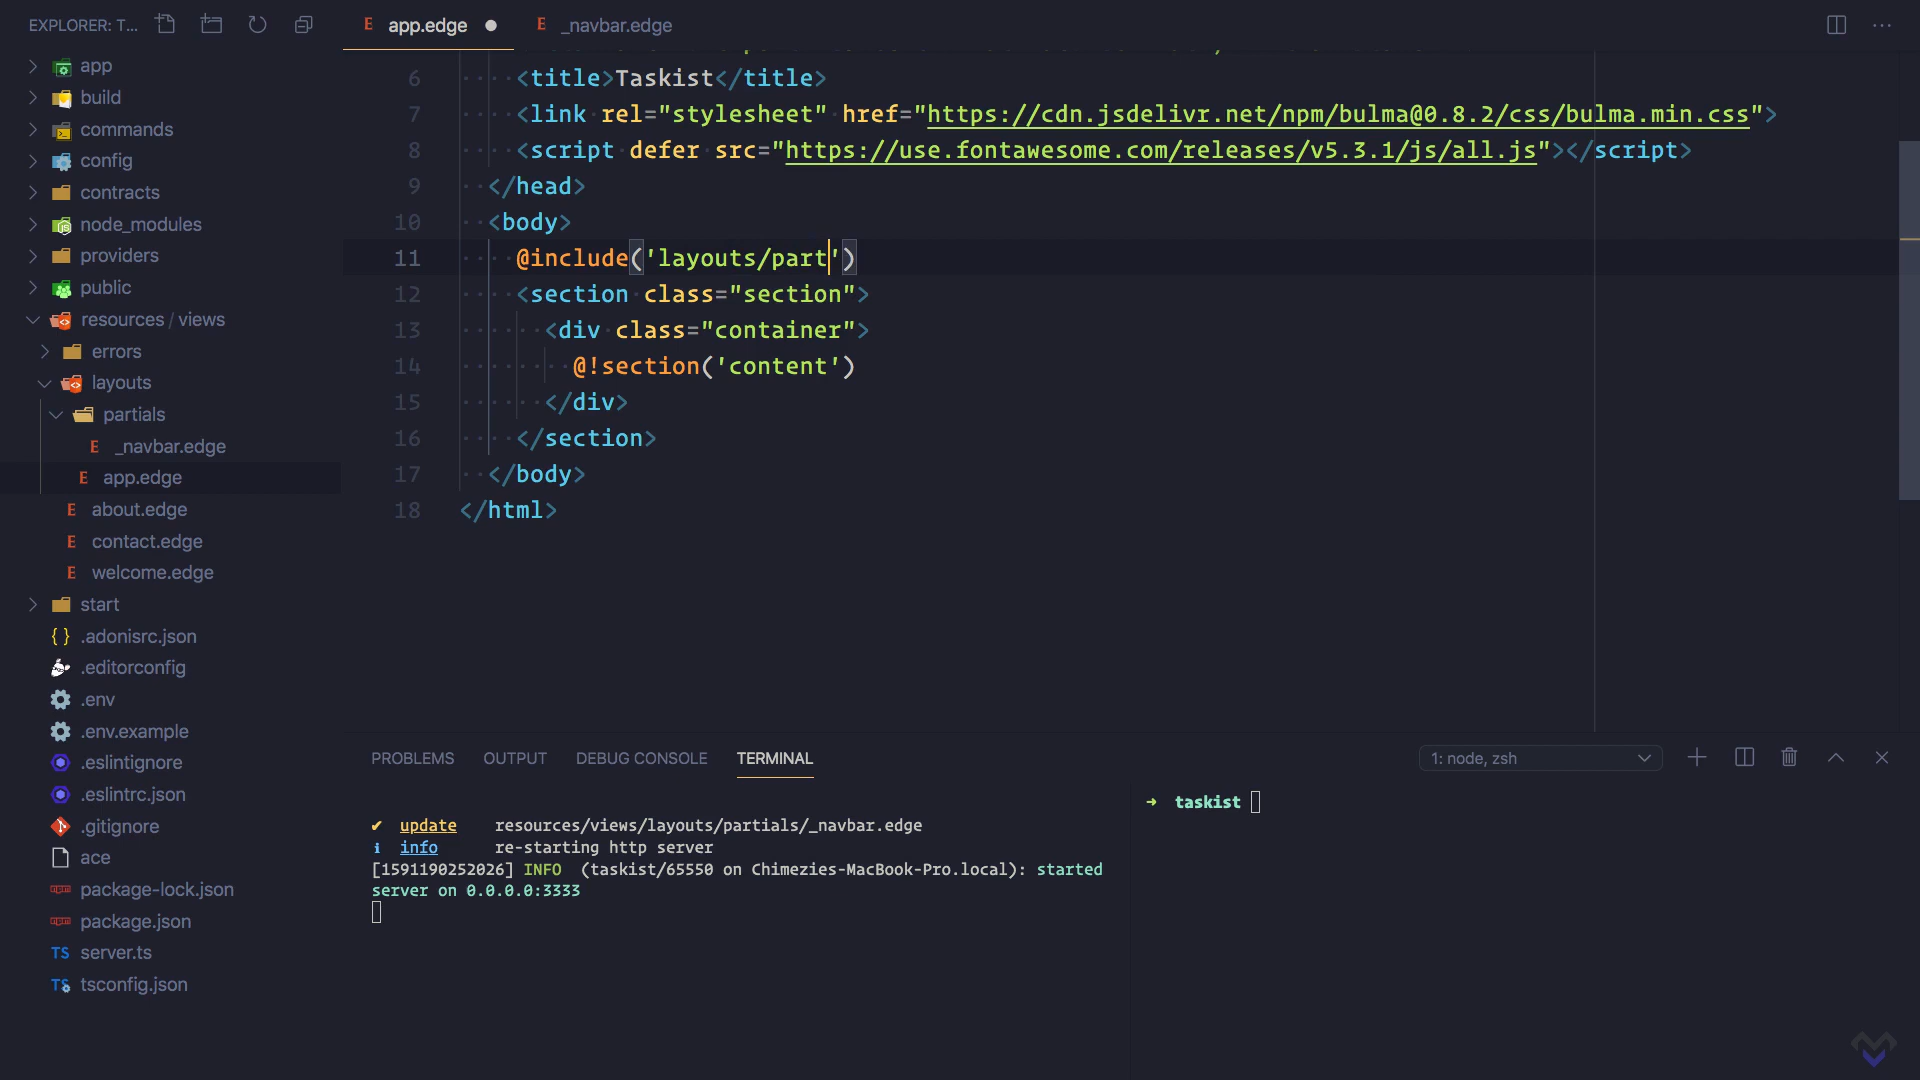 EXPLORER: T...
app
build
commands
config
contracts
node_modules
providers
public
resources / views
errors
layouts
partials
_navbar.edge
app.edge
about.edge
contact.edge
welcome.edge
start
.adonisrc.json
.editorconfig
.env
.env.example
.eslintignore
.eslintrc.json
.gitignore
ace
package-lock.json
package.json
TS server.ts
TS tsconfig.json
E app.edge
E _navbar.edge
6 <title>Taskist</title>
7 <link rel="stylesheet" href="https://cdn.jsdelivr.net/npm/bulma@0.8.2/css/bulma.min.css">
8 <script defer src="https://use.fontawesome.com/releases/v5.3.1/js/all.js"></script>
9 </head>
10 <body>
11 @include('layouts/part')
12 <section class="section">
13 <div class="container">
14 @!section('content')
15 </div>
16 </section>
17 </body>
18 </html>
PROBLEMS OUTPUT DEBUG CONSOLE TERMINAL
1: node, zsh
✔ update resources/views/layouts/partials/_navbar.edge
ℹ info re-starting http server
[1591190252026] INFO (taskist/65550 on Chimezies-MacBook-Pro.local): started
server on 0.0.0.0:3333
➜ taskist